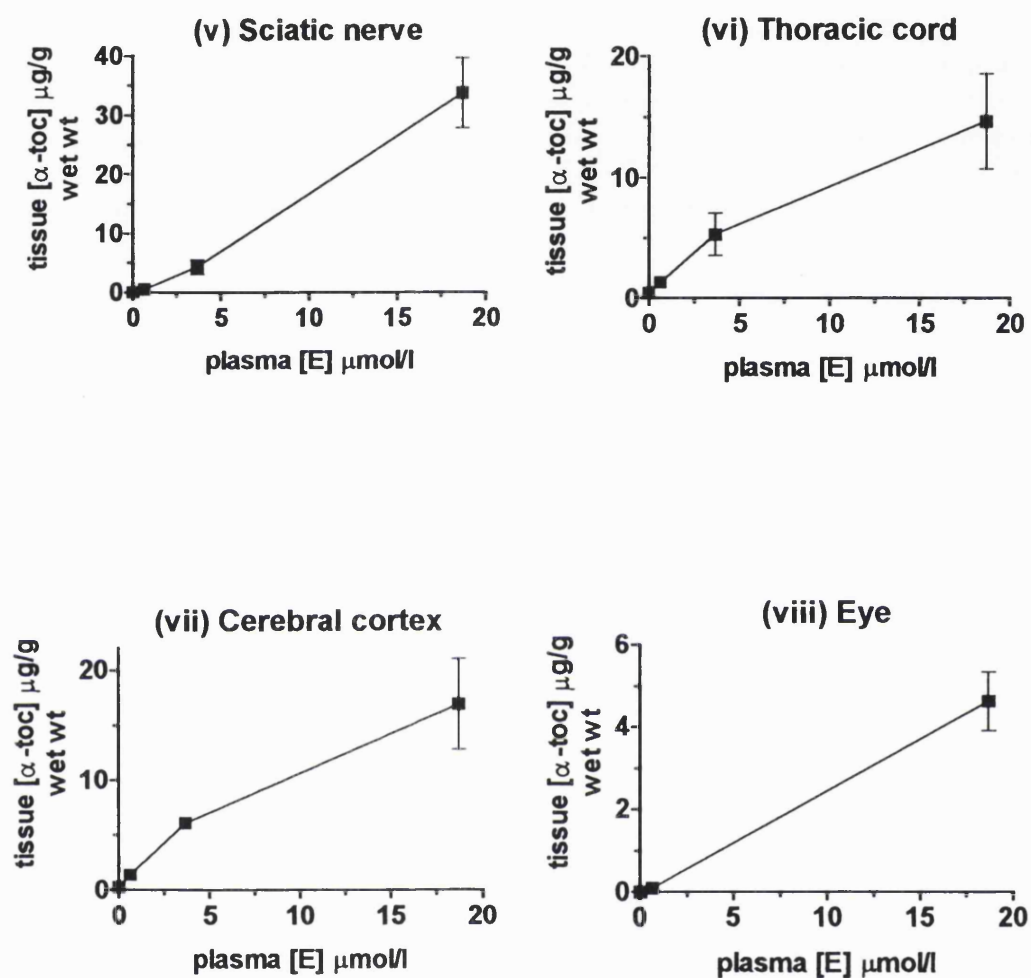 (v) Sciatic nerve
tissue [α-toc] μg/g
wet wt
40
30
20
10
0
0 5 10 15 20
plasma [E] μmol/l
(vi) Thoracic cord
tissue [α-toc] μg/g
wet wt
20
10
0
0 5 10 15 20
plasma [E] μmol/l
(vii) Cerebral cortex
tissue [α-toc] μg/g
wet wt
20
10
0
0 5 10 15 20
plasma [E] μmol/l
(viii) Eye
tissue [α-toc] μg/g
wet wt
6
4
2
0
0 5 10 15 20
plasma [E] μmol/l